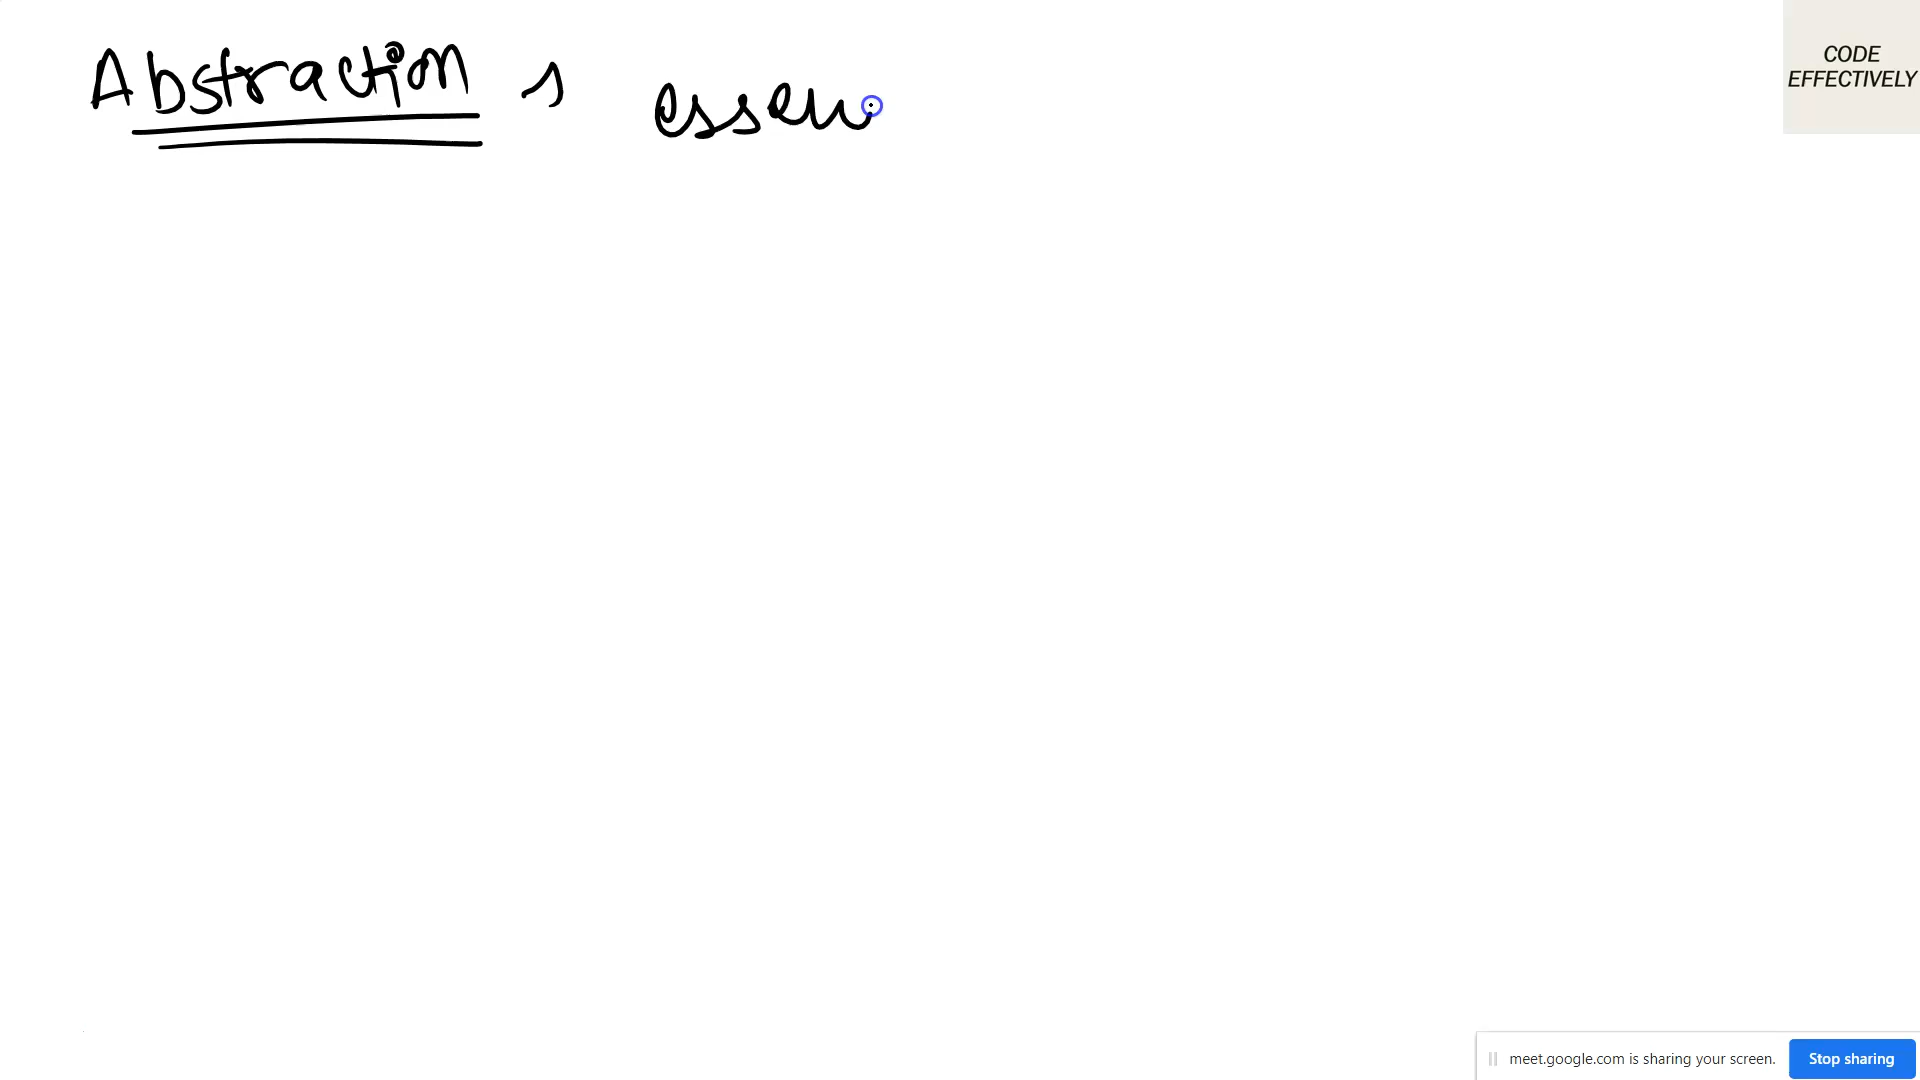 Abstraction essen
CODE
EFFECTIVELY
meet.google.com is sharing your screen. Stop sharing